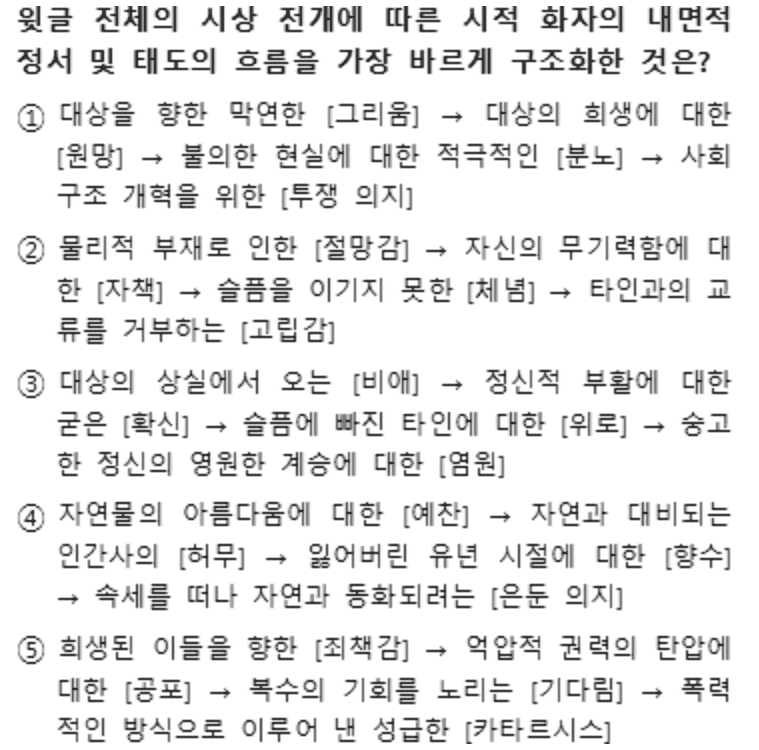 윗글 전체의 시상 전개에 따른 시적 화자의 내면적
정서 및 태도의 흐름을 가장 바르게 구조화한 것은?
① 대상을 향한 막연한 [그리움] → 대상의 희생에 대한
[원망] → 불의한 현실에 대한 적극적인 [분노] → 사회
구조 개혁을 위한 [투쟁 의지]
② 물리적 부재로 인한 [절망감] → 자신의 무기력함에 대
한 [자책] → 슬픔을 이기지 못한 [체념] → 타인과의 교
류를 거부하는 [고립감]
③ 대상의 상실에서 오는 [비애] → 정신적 부활에 대한
굳은 [확신] → 슬픔에 빠진 타인에 대한 [위로] → 숭고
한 정신의 영원한 계승에 대한 [염원]
④ 자연물의 아름다움에 대한 [예찬] → 자연과 대비되는
인간사의 [허무] → 잃어버린 유년 시절에 대한 [향수]
→ 속세를 떠나 자연과 동화되려는 [은둔 의지]
⑤ 희생된 이들을 향한 [죄책감] → 억압적 권력의 탄압에
대한 [공포] → 복수의 기회를 노리는 [기다림] → 폭력
적인 방식으로 이루어 낸 성급한 [카타르시스]